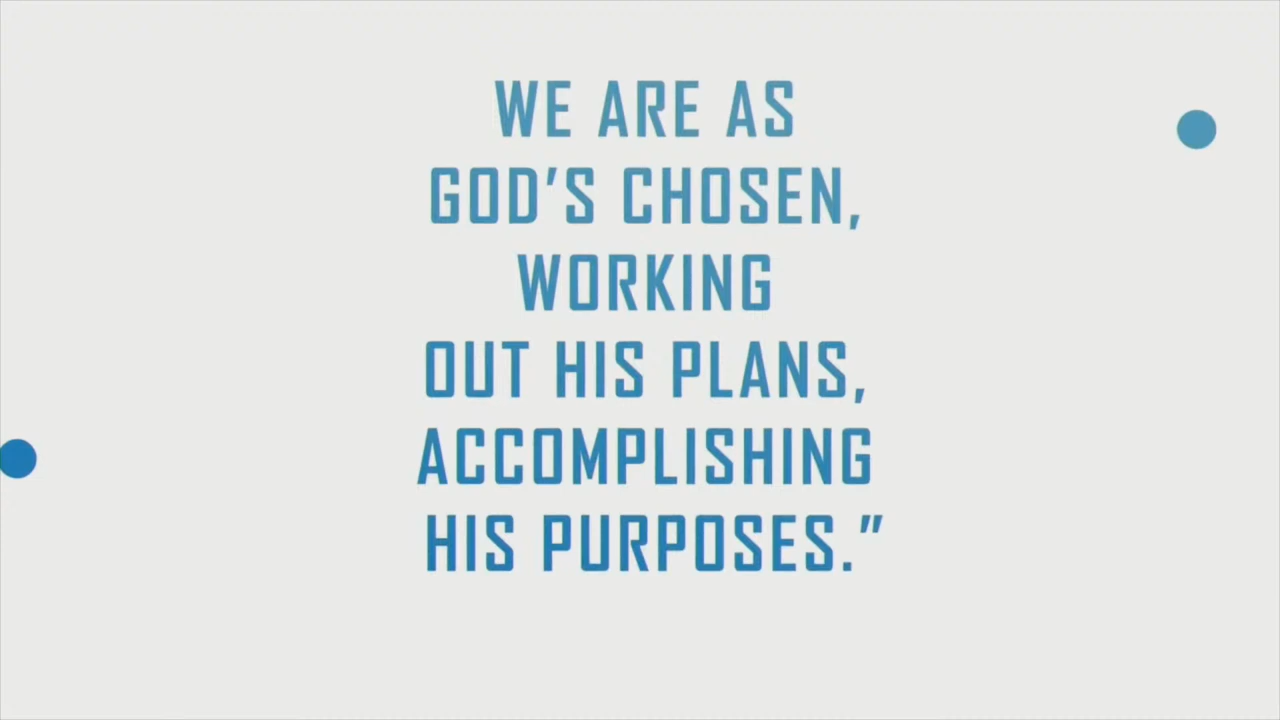 WE ARE AS
GOD’S CHOSEN,
WORKING
OUT HIS PLANS,
ACCOMPLISHING
HIS PURPOSES.”